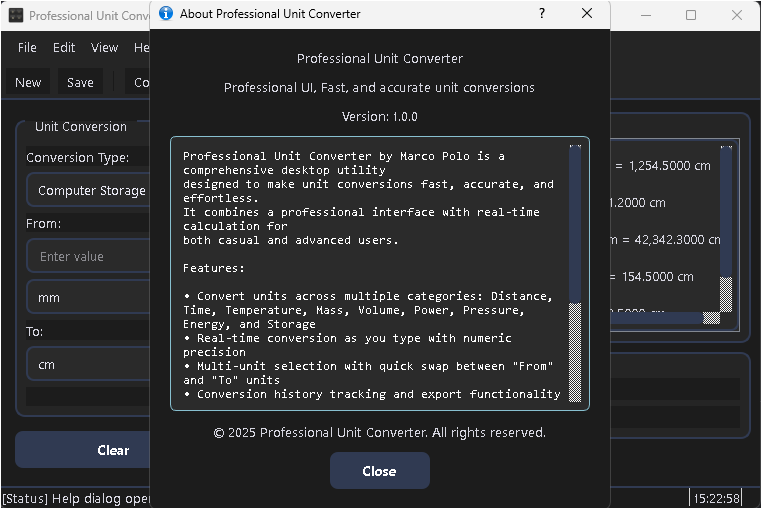 Professional Unit Conv
About Professional Unit Converter
?
File Edit View He
New Save Co
Unit Conversion
Conversion Type:
Computer Storage
From:
Enter value
mm
To:
cm
Clear
Professional Unit Converter
Professional UI, Fast, and accurate unit conversions
Version: 1.0.0
Professional Unit Converter by Marco Polo is a
comprehensive desktop utility
designed to make unit conversions fast, accurate, and
effortless.
It combines a professional interface with real-time
calculation for
both casual and advanced users.
Features:
• Convert units across multiple categories: Distance,
Time, Temperature, Mass, Volume, Power, Pressure,
Energy, and Storage
• Real-time conversion as you type with numeric
precision
• Multi-unit selection with quick swap between "From"
and "To" units
• Conversion history tracking and export functionality
© 2025 Professional Unit Converter. All rights reserved.
Close
= 1,254.5000 cm
.2000 cm
m = 42,342.3000 cm
= 154.5000 cm
[Status] Help dialog oper
15:22:58